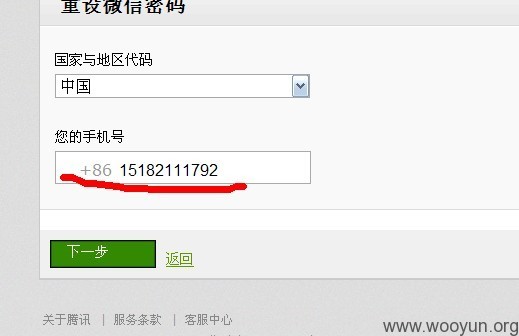 重设微信密码
国家与地区代码
中国
您的手机号
+86 15182111792
下一步 返回
关于腾讯 | 服务条款 | 客服中心
www.wooyun.org